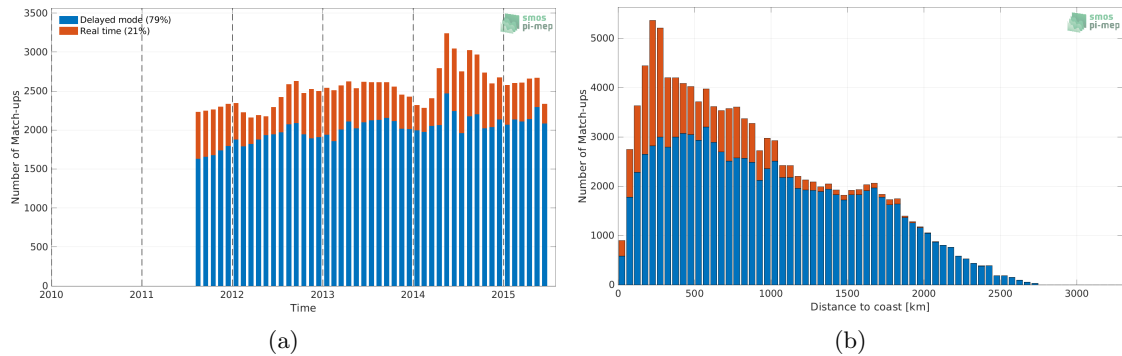 Delayed mode (79%)
Real time (21%)
smos
pi-mep
Number of Match-ups
3500
3000
2500
2000
1500
1000
500
0
2010
2011
2012
2013
2014
2015
Time
(a)
smos
pi-mep
Number of Match-ups
5000
4000
3000
2000
1000
0
0
500
1000
1500
2000
2500
3000
Distance to coast [km]
(b)